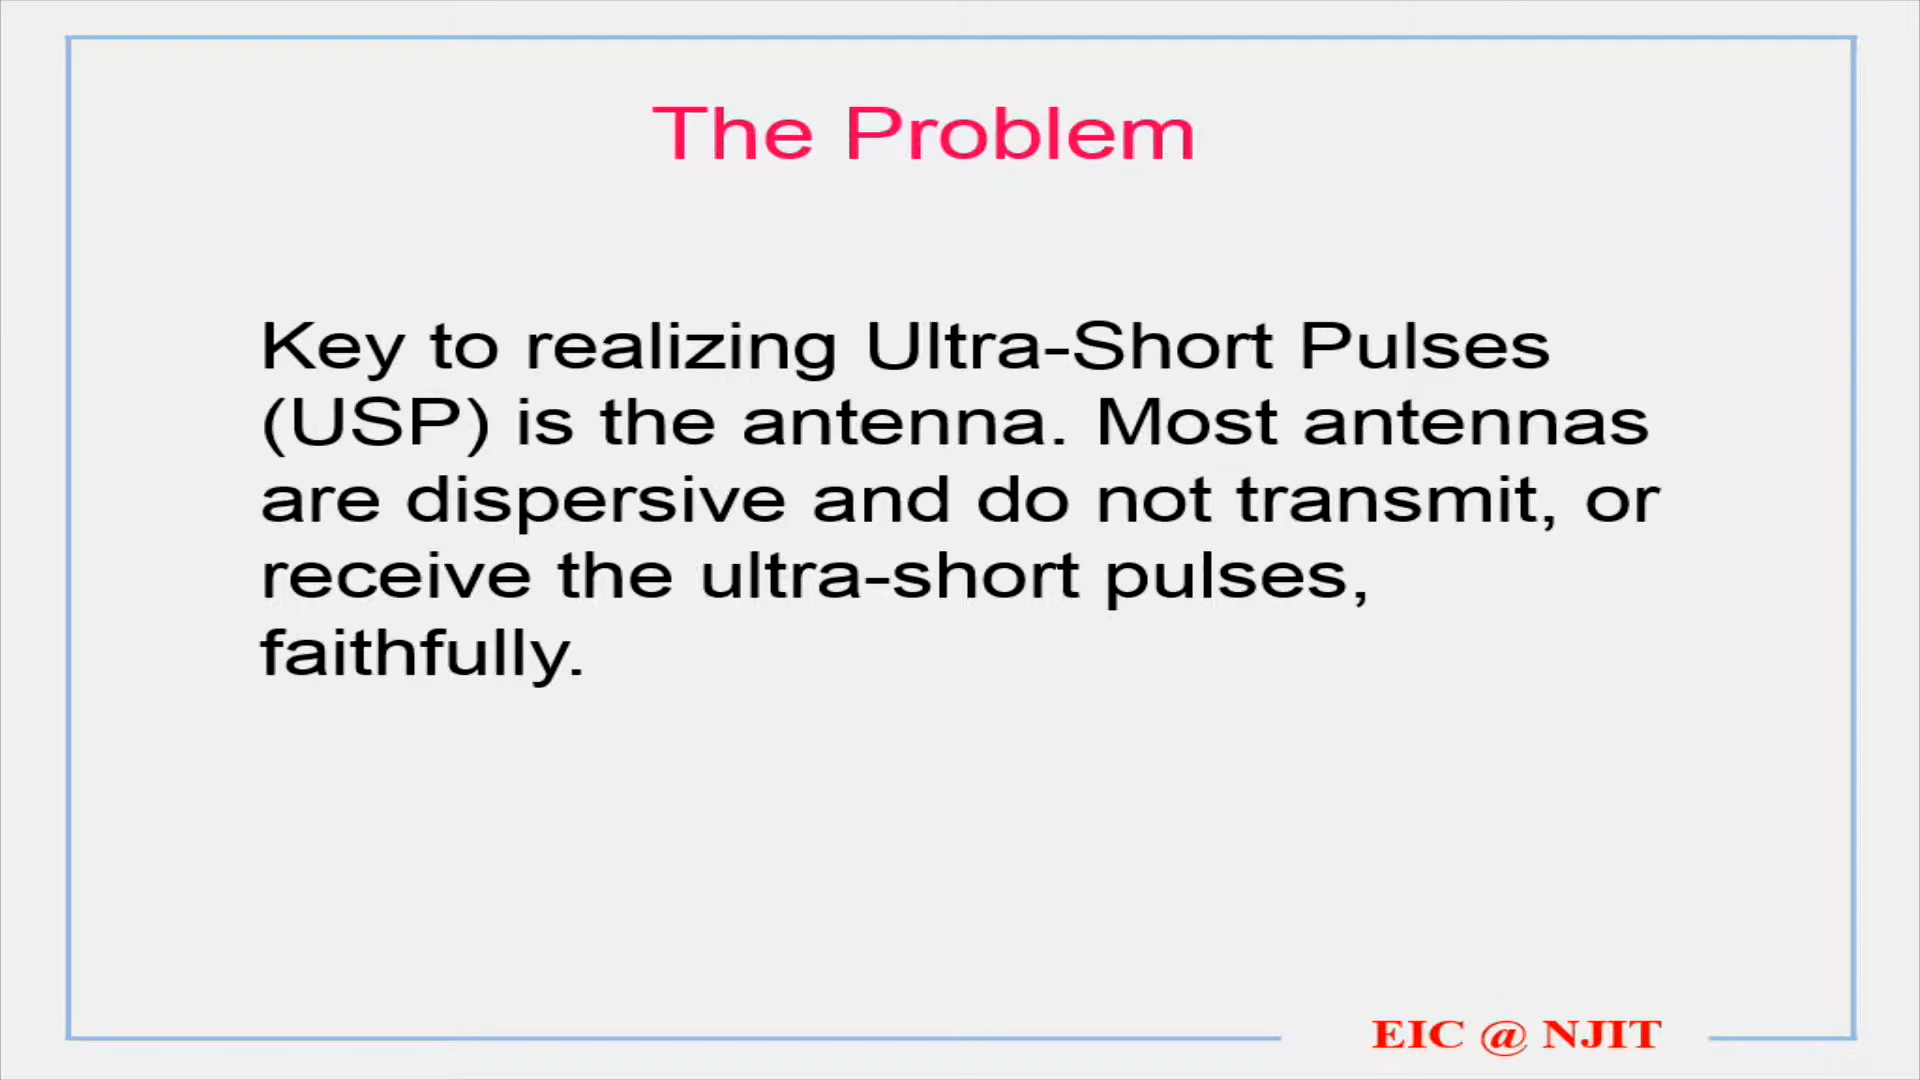 The Problem
Key to realizing Ultra-Short Pulses
(USP) is the antenna. Most antennas
are dispersive and do not transmit, or
receive the ultra-short pulses,
faithfully.
EIC @ NJIT